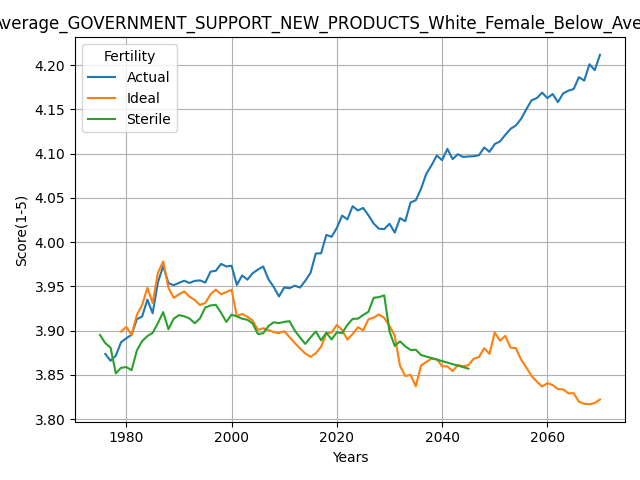 verage_GOVERNMENT_SUPPORT_NEW_PRODUCTS_White_Female_Below_Ave
Fertility
Actual
Ideal
Sterile
4.20
4.15
4.10
4.05
4.00
3.95
3.90
3.85
3.80
Score(1-5)
1980 2000 2020 2040 2060
Years